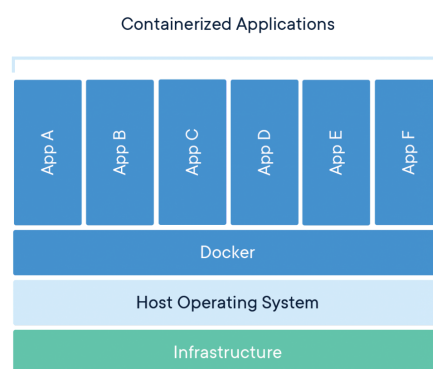 Containerized Applications
App A
App B
App C
App D
App E
App F
Docker
Host Operating System
Infrastructure